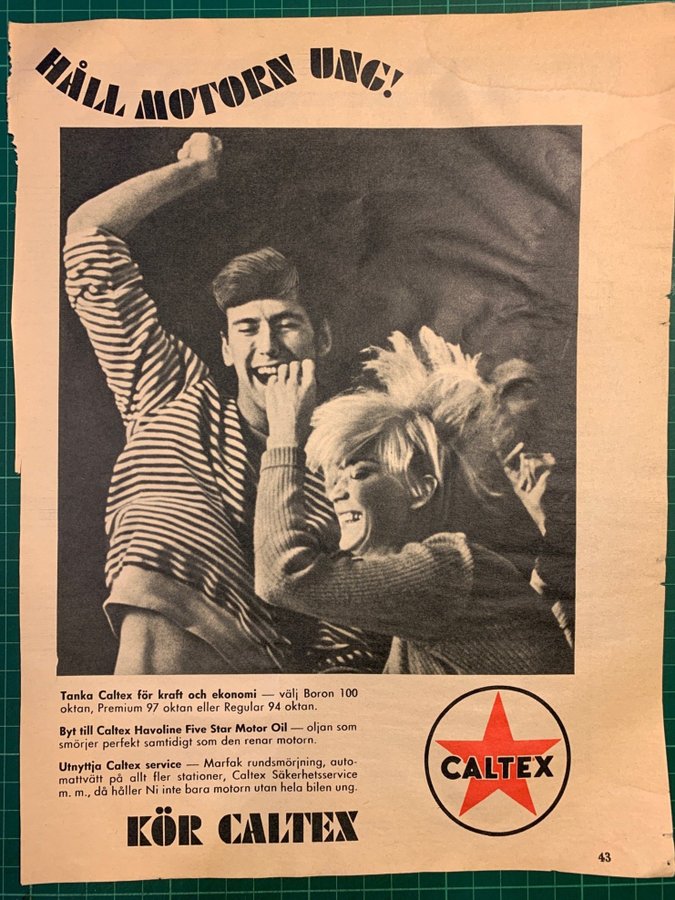 HÅLL MOTORN UNG!
Tanka Caltex för kraft och ekonomi — välj Boron 100
oktan, Premium 97 oktan eller Regular 94 oktan.
Byt till Caltex Havoline Five Star Motor Oil — oljan som
smörjer perfekt samtidigt som den renar motorn.
Utnyttja Caltex service — Marfak rundsmörjning, auto-
mattvätt på allt fler stationer, Caltex Säkerhetsservice
m. m., då håller Ni inte bara motorn utan hela bilen ung.
KÖR CALTEX
CALTEX
43